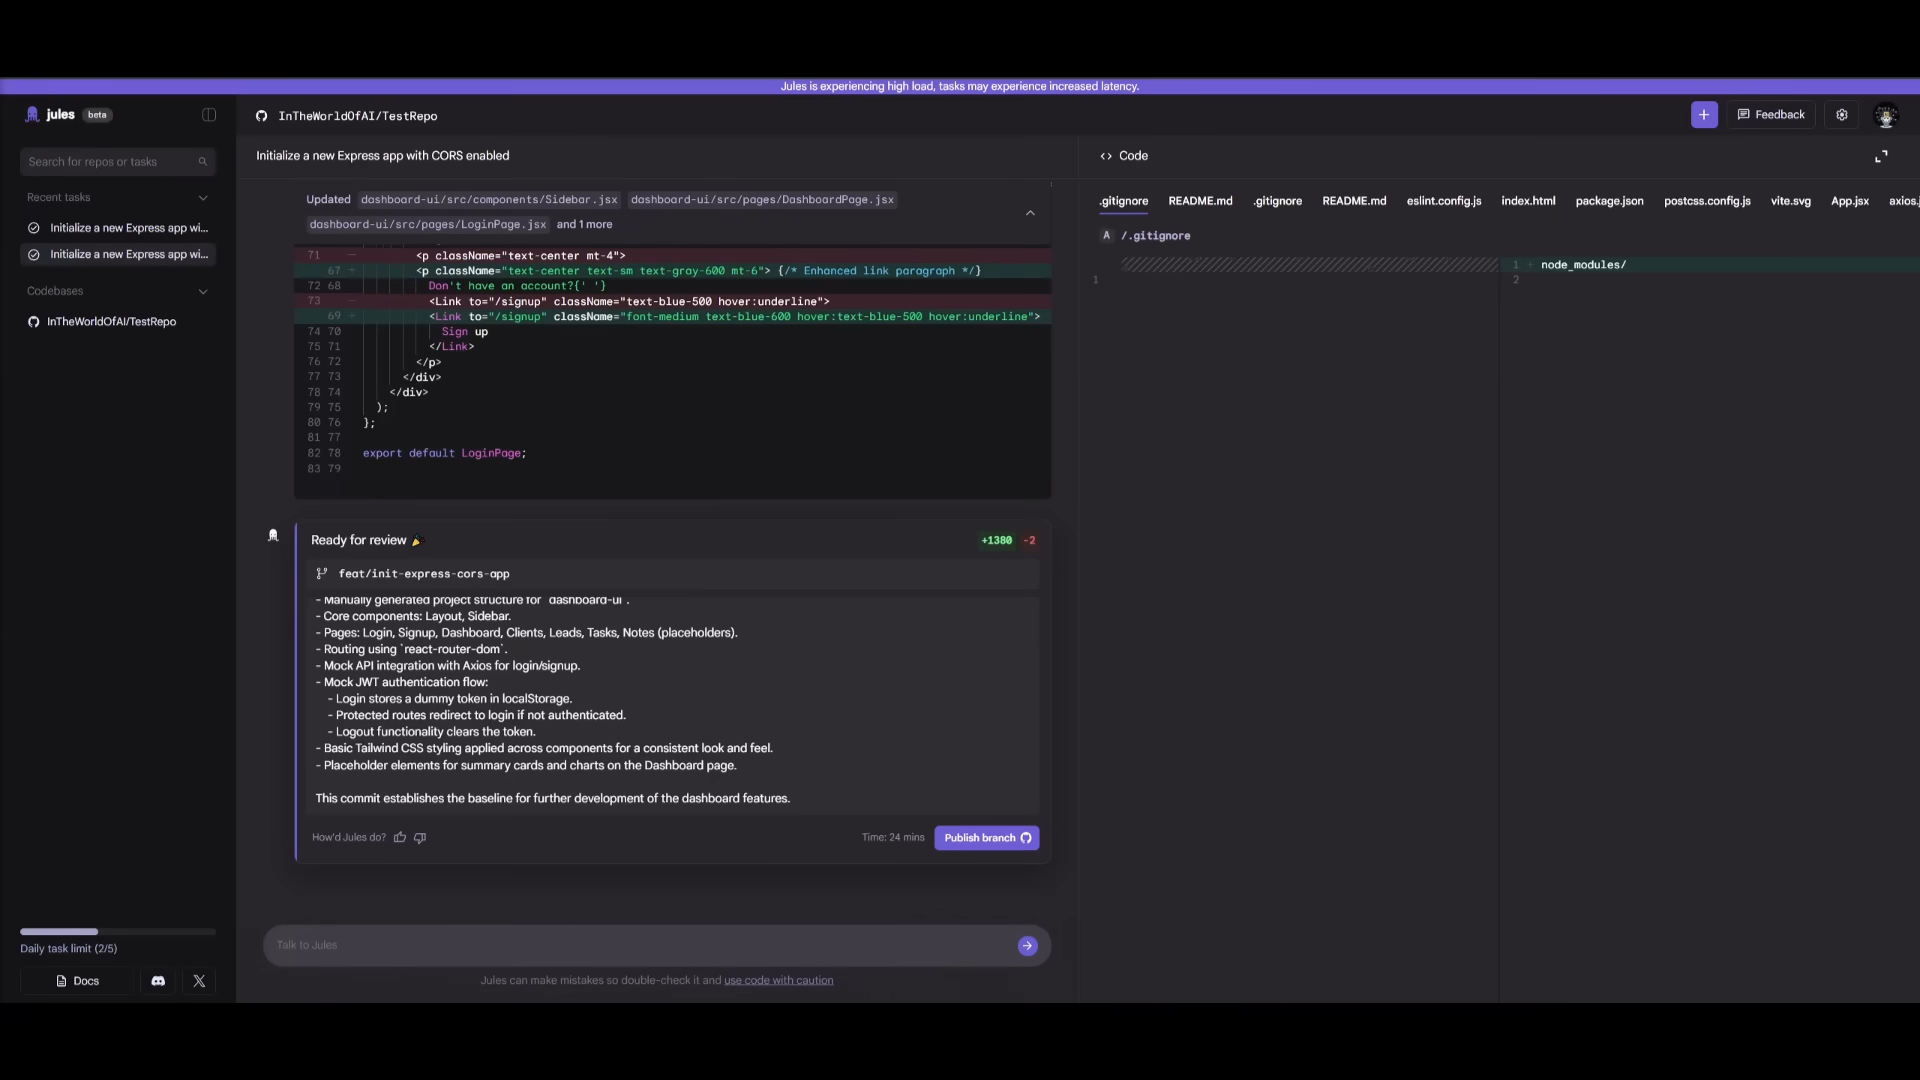 Jules is experiencing high load, tasks may experience increased latency.
jules beta
InTheWorldOfAI/TestRepo
Feedback
Search for repos or tasks
Recent tasks
Initialize a new Express app wi...
Initialize a new Express app wi...
Codebases
InTheWorldOfAI/TestRepo
Daily task limit (2/5)
Docs
Initialize a new Express app with CORS enabled
Updated dashboard-ui/src/components/Sidebar.jsx dashboard-ui/src/pages/DashboardPage.jsx
dashboard-ui/src/pages/LoginPage.jsx and 1 more
71 − <p className="text-center mt-4">
67 + <p className="text-center text-sm text-gray-600 mt-6"> {/* Enhanced link paragraph */}
72 68 Don't have an account?{' '}
73 − <Link to="/signup" className="text-blue-500 hover:underline">
69 + <Link to="/signup" className="font-medium text-blue-600 hover:text-blue-500 hover:underline">
74 70 Sign up
75 71 </Link>
76 72 </p>
77 73 </div>
78 74 </div>
79 75 );
80 76 };
81 77
82 78 export default LoginPage;
83 79
Ready for review 🎉 +1380 -2
feat/init-express-cors-app
- Manually generated project structure for `dashboard-ui`.
- Core components: Layout, Sidebar.
- Pages: Login, Signup, Dashboard, Clients, Leads, Tasks, Notes (placeholders).
- Routing using `react-router-dom`.
- Mock API integration with Axios for login/signup.
- Mock JWT authentication flow:
- Login stores a dummy token in localStorage.
- Protected routes redirect to login if not authenticated.
- Logout functionality clears the token.
- Basic Tailwind CSS styling applied across components for a consistent look and feel.
- Placeholder elements for summary cards and charts on the Dashboard page.
This commit establishes the baseline for further development of the dashboard features.
How'd Jules do? Time: 24 mins Publish branch
Talk to Jules
Jules can make mistakes so double-check it and use code with caution
<> Code
.gitignore README.md .gitignore README.md eslint.config.js index.html package.json postcss.config.js vite.svg App.jsx axios.j
A /.gitignore
1 + node_modules/
1 2